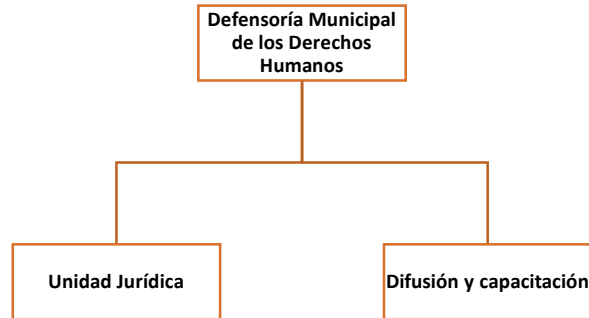 Defensoría Municipal
de los Derechos
Humanos
Unidad Jurídica
Difusión y capacitación